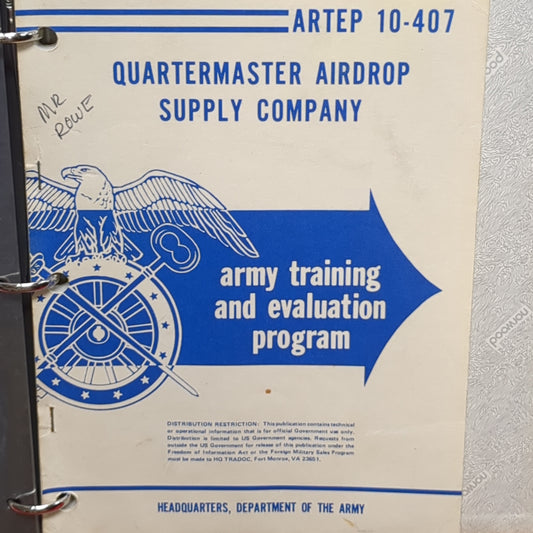 ARTEP 10-407
QUARTERMASTER AIRDROP
SUPPLY COMPANY
MR
ROWE
army training
and evaluation
program
DISTRIBUTION RESTRICTION: This publication contains technical
or operational information that is for official Government use only.
Distribution is limited to US Government agencies. Requests from
outside the US Government for release of this publication under the
Freedom of Information Act or the Foreign Military Sales Program
must be made to HQ TRADOC, Fort Monroe, VA 23651.
HEADQUARTERS, DEPARTMENT OF THE ARMY